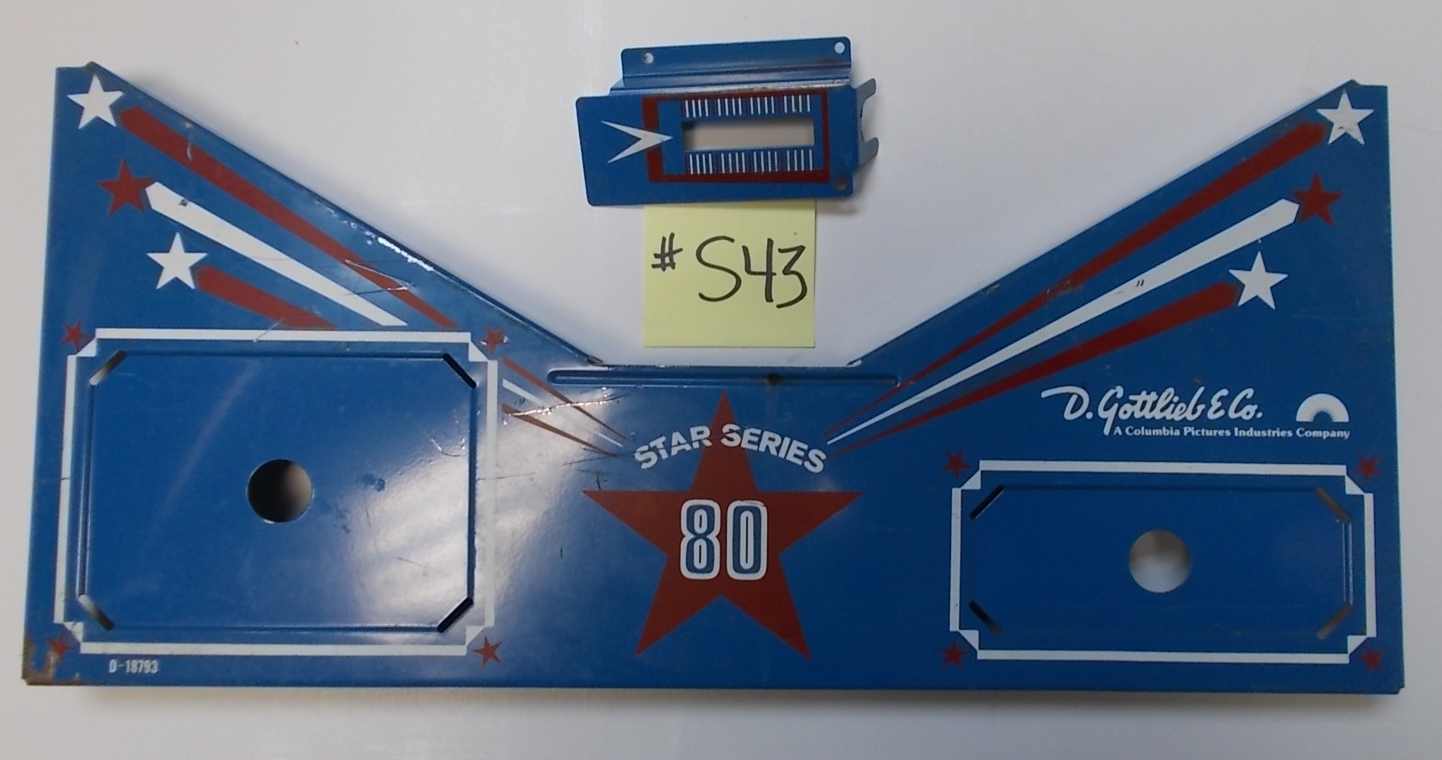 #S43
STAR SERIES
80
D. Gottlieb & Co.
A Columbia Pictures Industries Company
D-18793